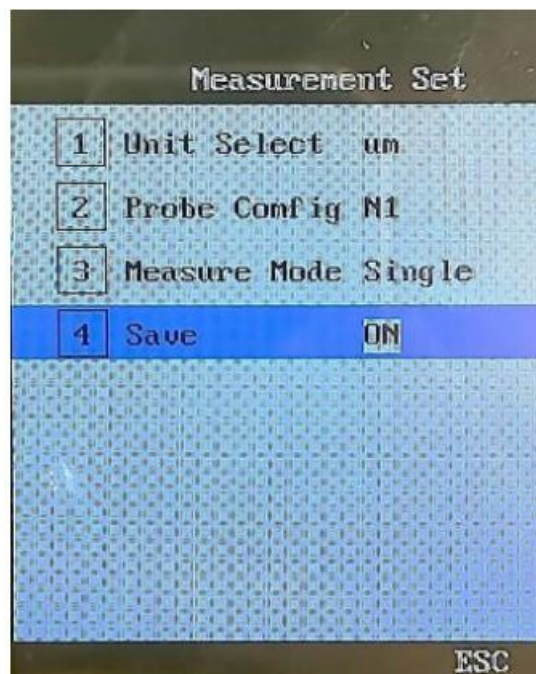 Measurement Set
1 Unit Select um
2 Probe Config N1
3 Measure Mode Single
4 Save ON
ESC